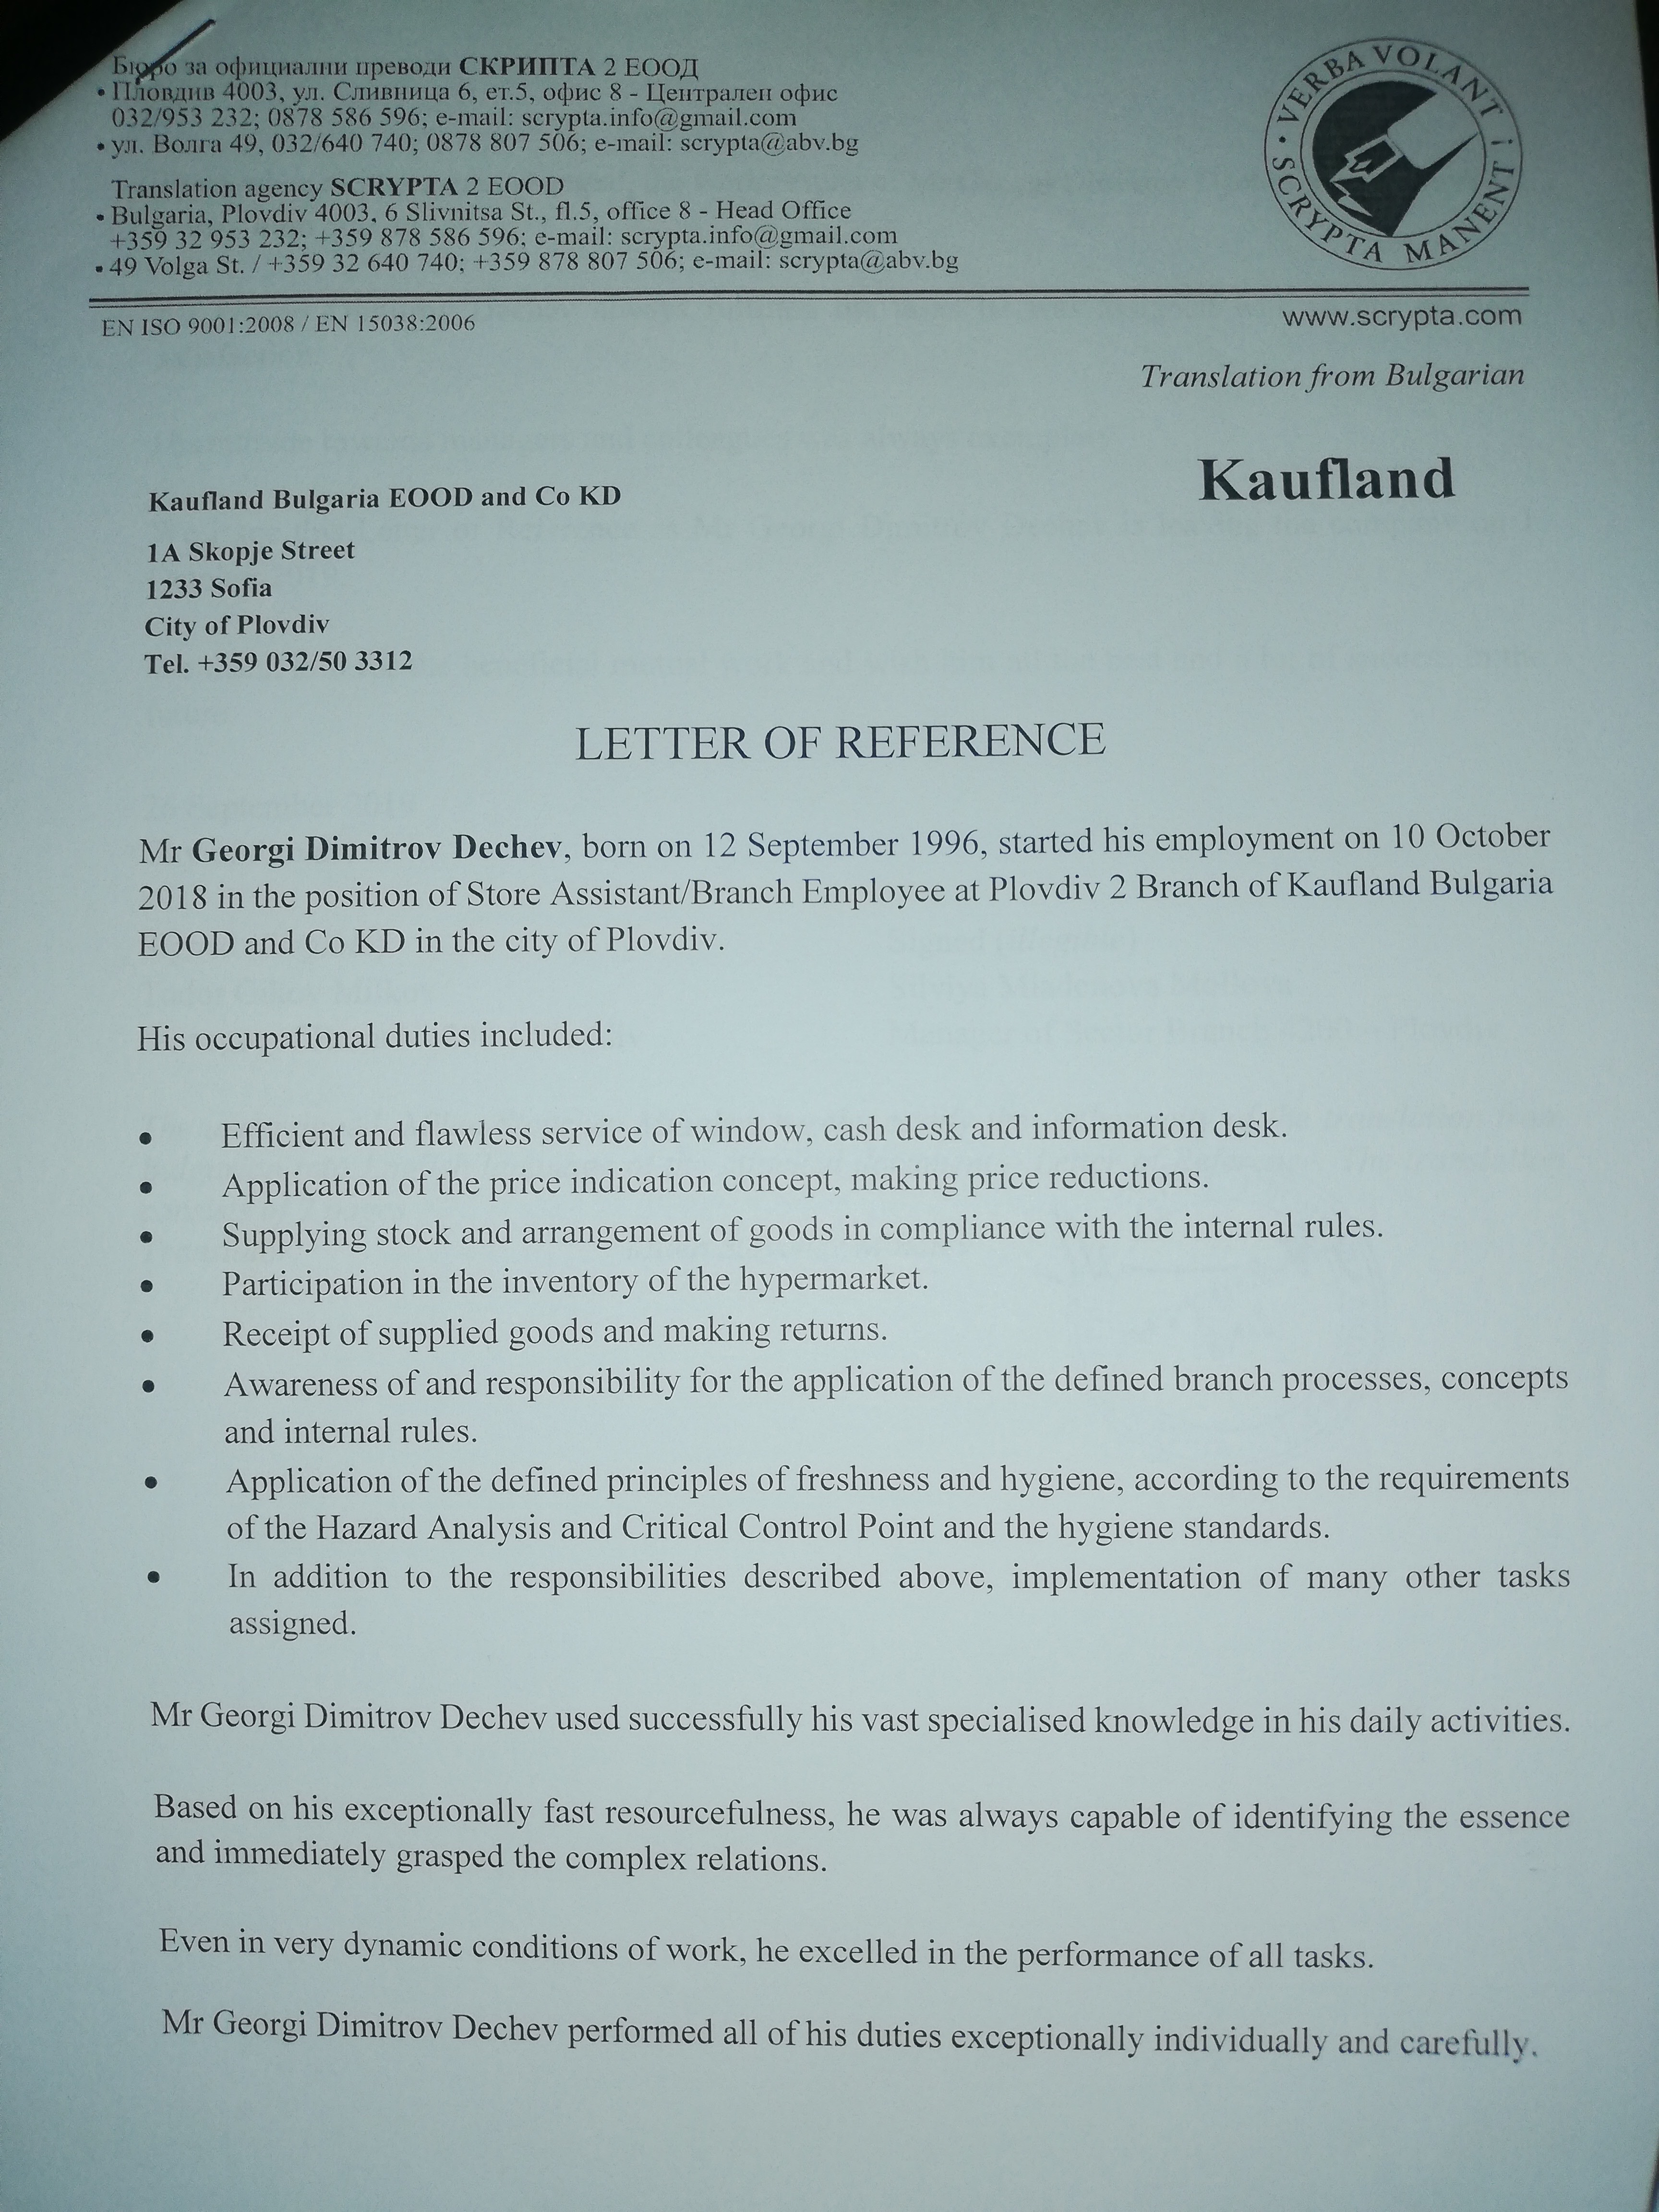 Бюро за официални преводи СКРИПТА 2 ЕООД
• Пловдив 4003, ул. Сливница 6, ет.5, офис 8 - Централен офис
032/953 232; 0878 586 596; e-mail: scrypta.info@gmail.com
• ул. Волга 49, 032/640 740; 0878 807 506; e-mail: scrypta@abv.bg
Translation agency SCRYPTA 2 EOOD
• Bulgaria, Plovdiv 4003, 6 Slivnitsa St., fl.5, office 8 - Head Office
+359 32 953 232; +359 878 586 596; e-mail: scrypta.info@gmail.com
• 49 Volga St. / +359 32 640 740; +359 878 807 506; e-mail: scrypta@abv.bg
• VERBA VOLANT ¡
SCRYPTA MANENT
EN ISO 9001:2008 / EN 15038:2006
www.scrypta.com
Translation from Bulgarian
Kaufland
Kaufland Bulgaria EOOD and Co KD
1A Skopje Street
1233 Sofia
City of Plovdiv
Tel. +359 032/50 3312
LETTER OF REFERENCE
Mr Georgi Dimitrov Dechev, born on 12 September 1996, started his employment on 10 October
2018 in the position of Store Assistant/Branch Employee at Plovdiv 2 Branch of Kaufland Bulgaria
EOOD and Co KD in the city of Plovdiv.
His occupational duties included:
• Efficient and flawless service of window, cash desk and information desk.
• Application of the price indication concept, making price reductions.
• Supplying stock and arrangement of goods in compliance with the internal rules.
• Participation in the inventory of the hypermarket.
• Receipt of supplied goods and making returns.
• Awareness of and responsibility for the application of the defined branch processes, concepts
and internal rules.
• Application of the defined principles of freshness and hygiene, according to the requirements
of the Hazard Analysis and Critical Control Point and the hygiene standards.
• In addition to the responsibilities described above, implementation of many other tasks
assigned.
Mr Georgi Dimitrov Dechev used successfully his vast specialised knowledge in his daily activities.
Based on his exceptionally fast resourcefulness, he was always capable of identifying the essence
and immediately grasped the complex relations.
Even in very dynamic conditions of work, he excelled in the performance of all tasks.
Mr Georgi Dimitrov Dechev performed all of his duties exceptionally individually and carefully.